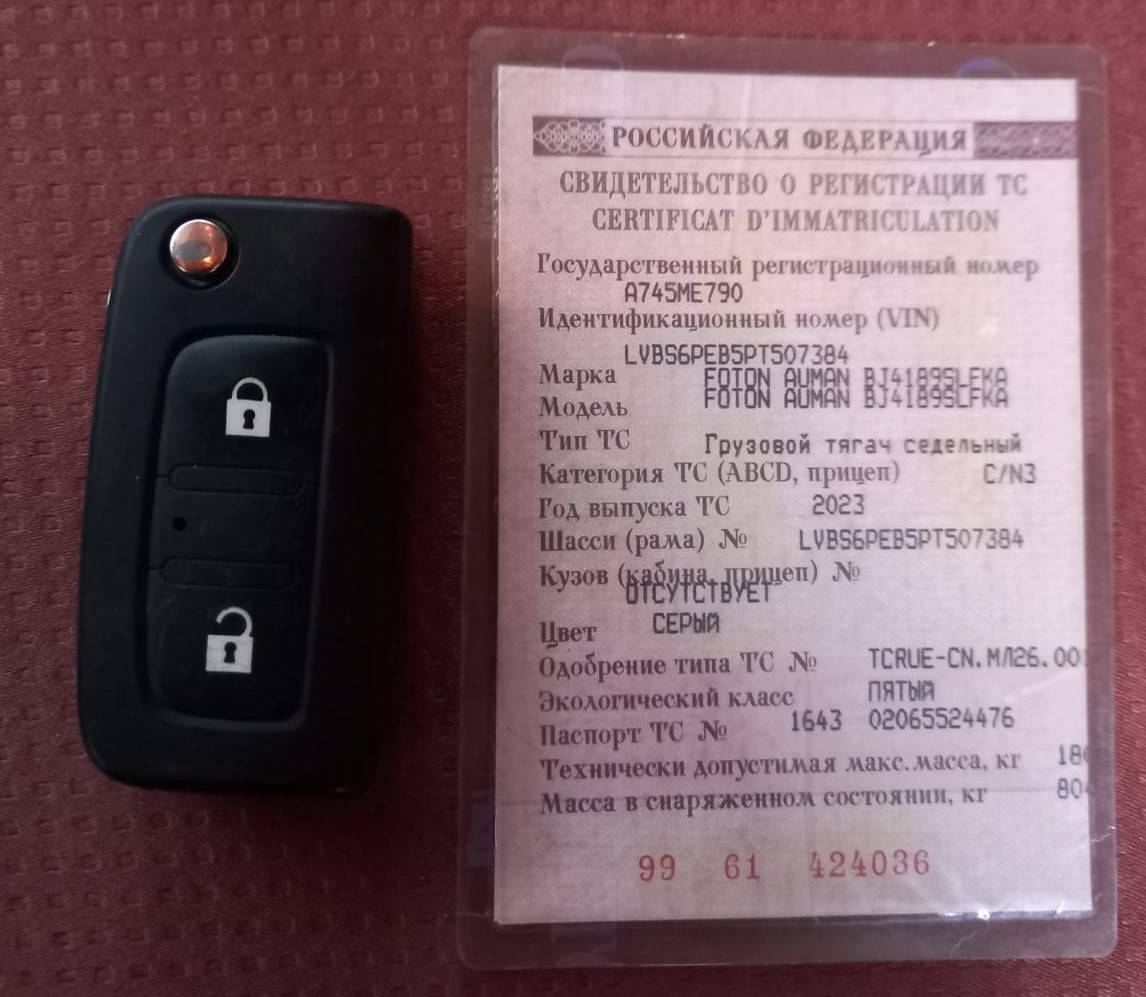 РОССИЙСКАЯ ФЕДЕРАЦИЯ
СВИДЕТЕЛЬСТВО О РЕГИСТРАЦИИ ТС
CERTIFICAT D'IMMATRICULATION
Государственный регистрационный номер
А745МЕ790
Идентификационный номер (VIN)
LVBS6PEB5PT507384
Марка FOTON AUMAN BJ4189SLFKA
Модель FOTON AUMAN BJ4189SLFKA
Тип ТС Грузовой тягач седельный
Категория ТС (ABCD, прицеп) C/N3
Год выпуска ТС 2023
Шасси (рама) № LVBS6PEB5PT507384
Кузов (кабина, прицеп) №
ОТСУТСТВУЕТ
Цвет СЕРЫЙ
Одобрение типа ТС № TCRUE-CN.МЛ26.00
Экологический класс ПЯТЫЙ
Паспорт ТС № 1643 02065524476
Технически допустимая макс.масса, кг 18
Масса в снаряженном состоянии, кг 80
99 61 424036